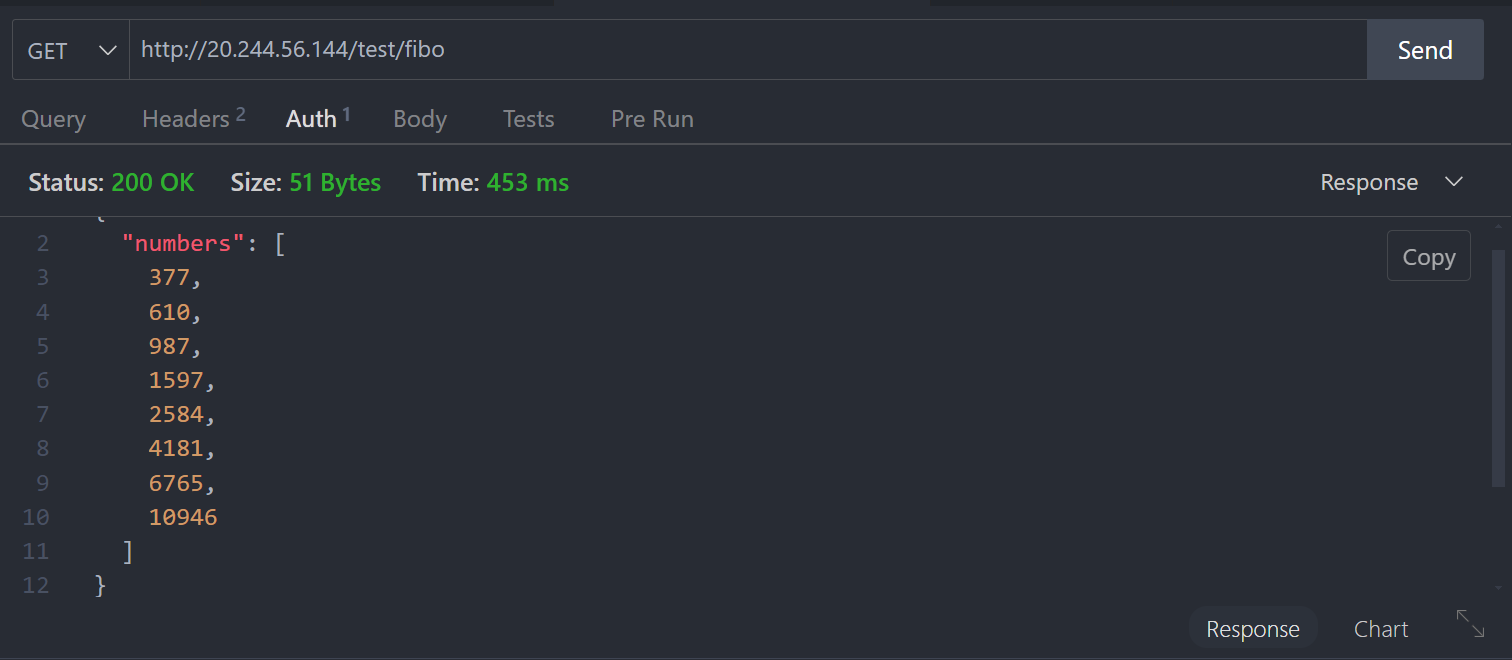 GET http://20.244.56.144/test/fibo Send
Query Headers 2 Auth 1 Body Tests Pre Run
Status: 200 OK Size: 51 Bytes Time: 453 ms Response
{
2 "numbers": [
Copy
3 377,
4 610,
5 987,
6 1597,
7 2584,
8 4181,
9 6765,
10 10946
11 ]
12 }
Response Chart